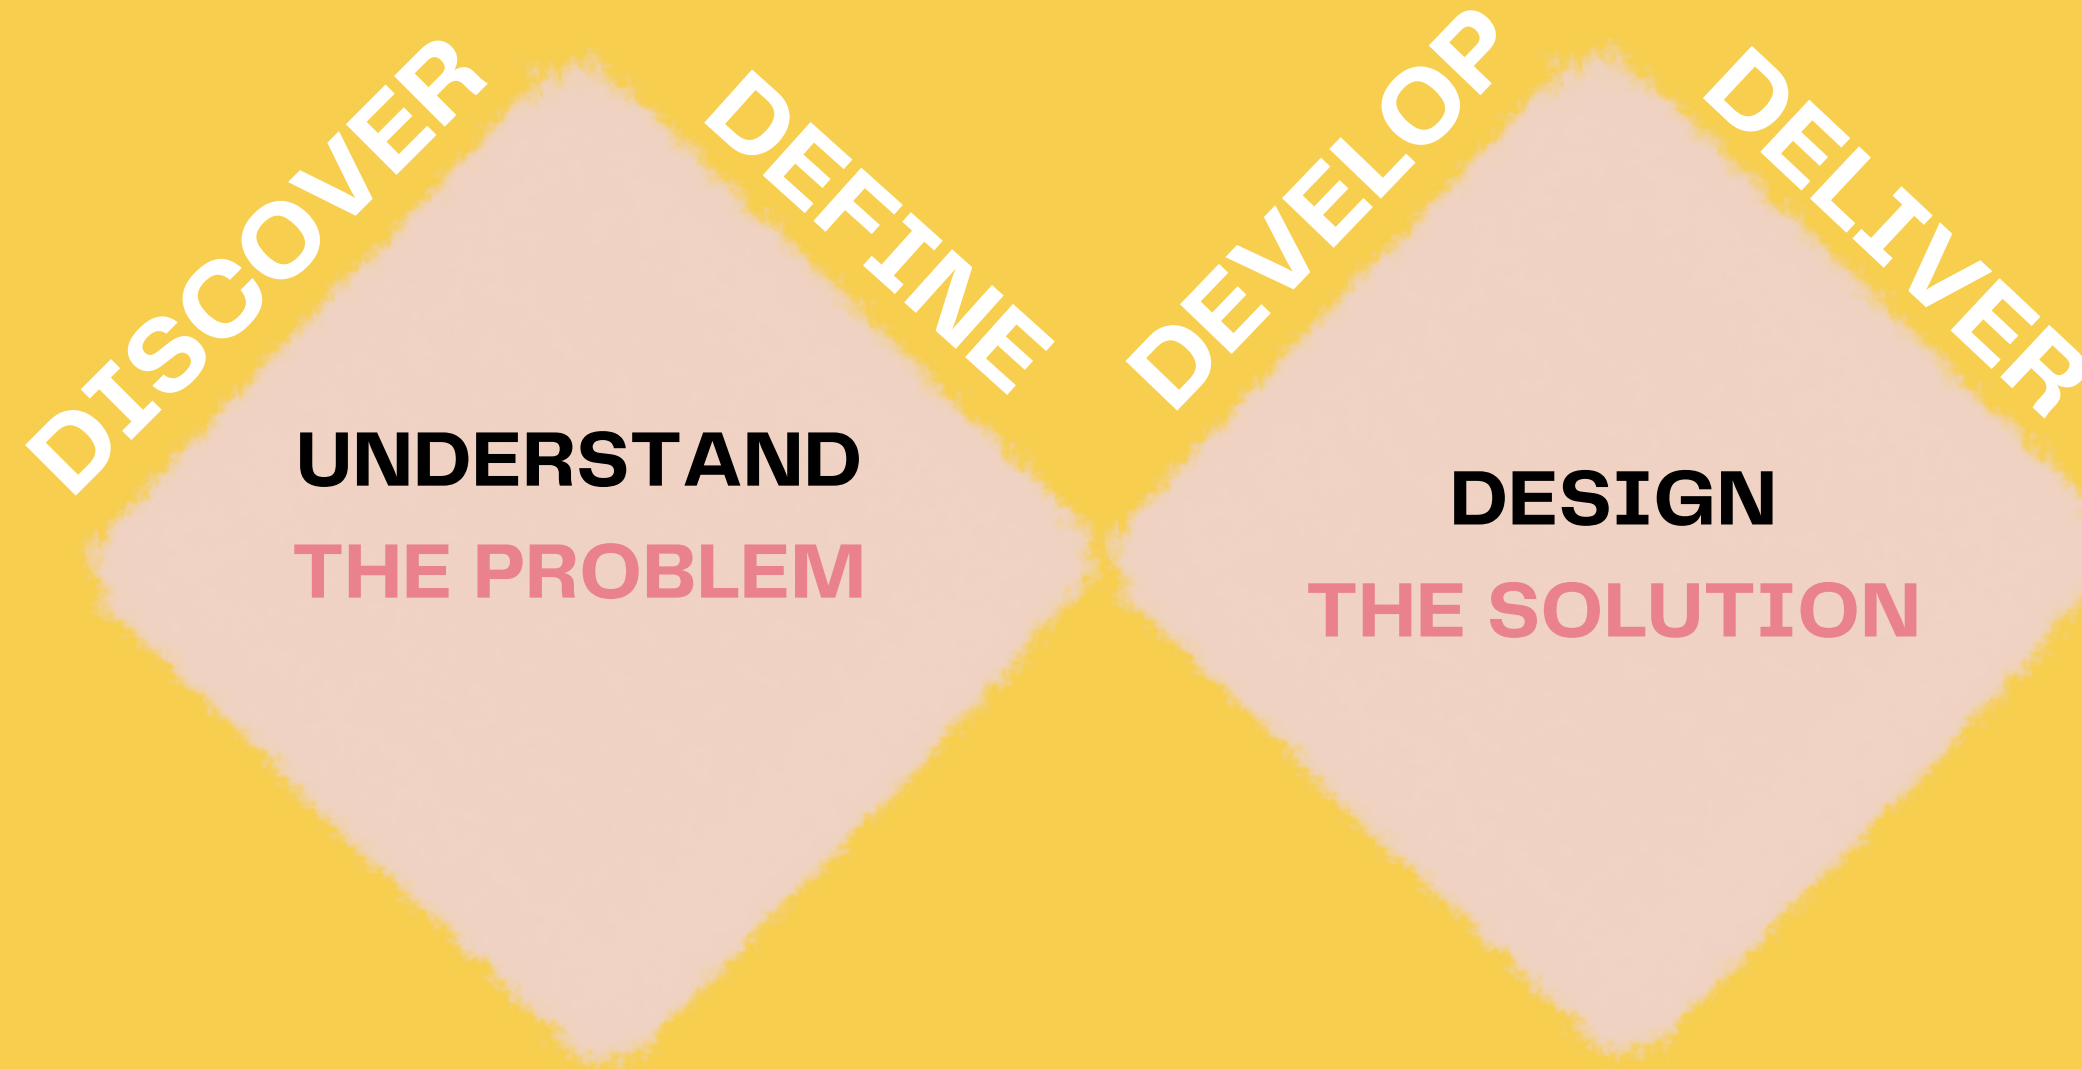 DISCOVER
DEFINE
UNDERSTAND
THE PROBLEM
DEVELOP
DELIVER
DESIGN
THE SOLUTION